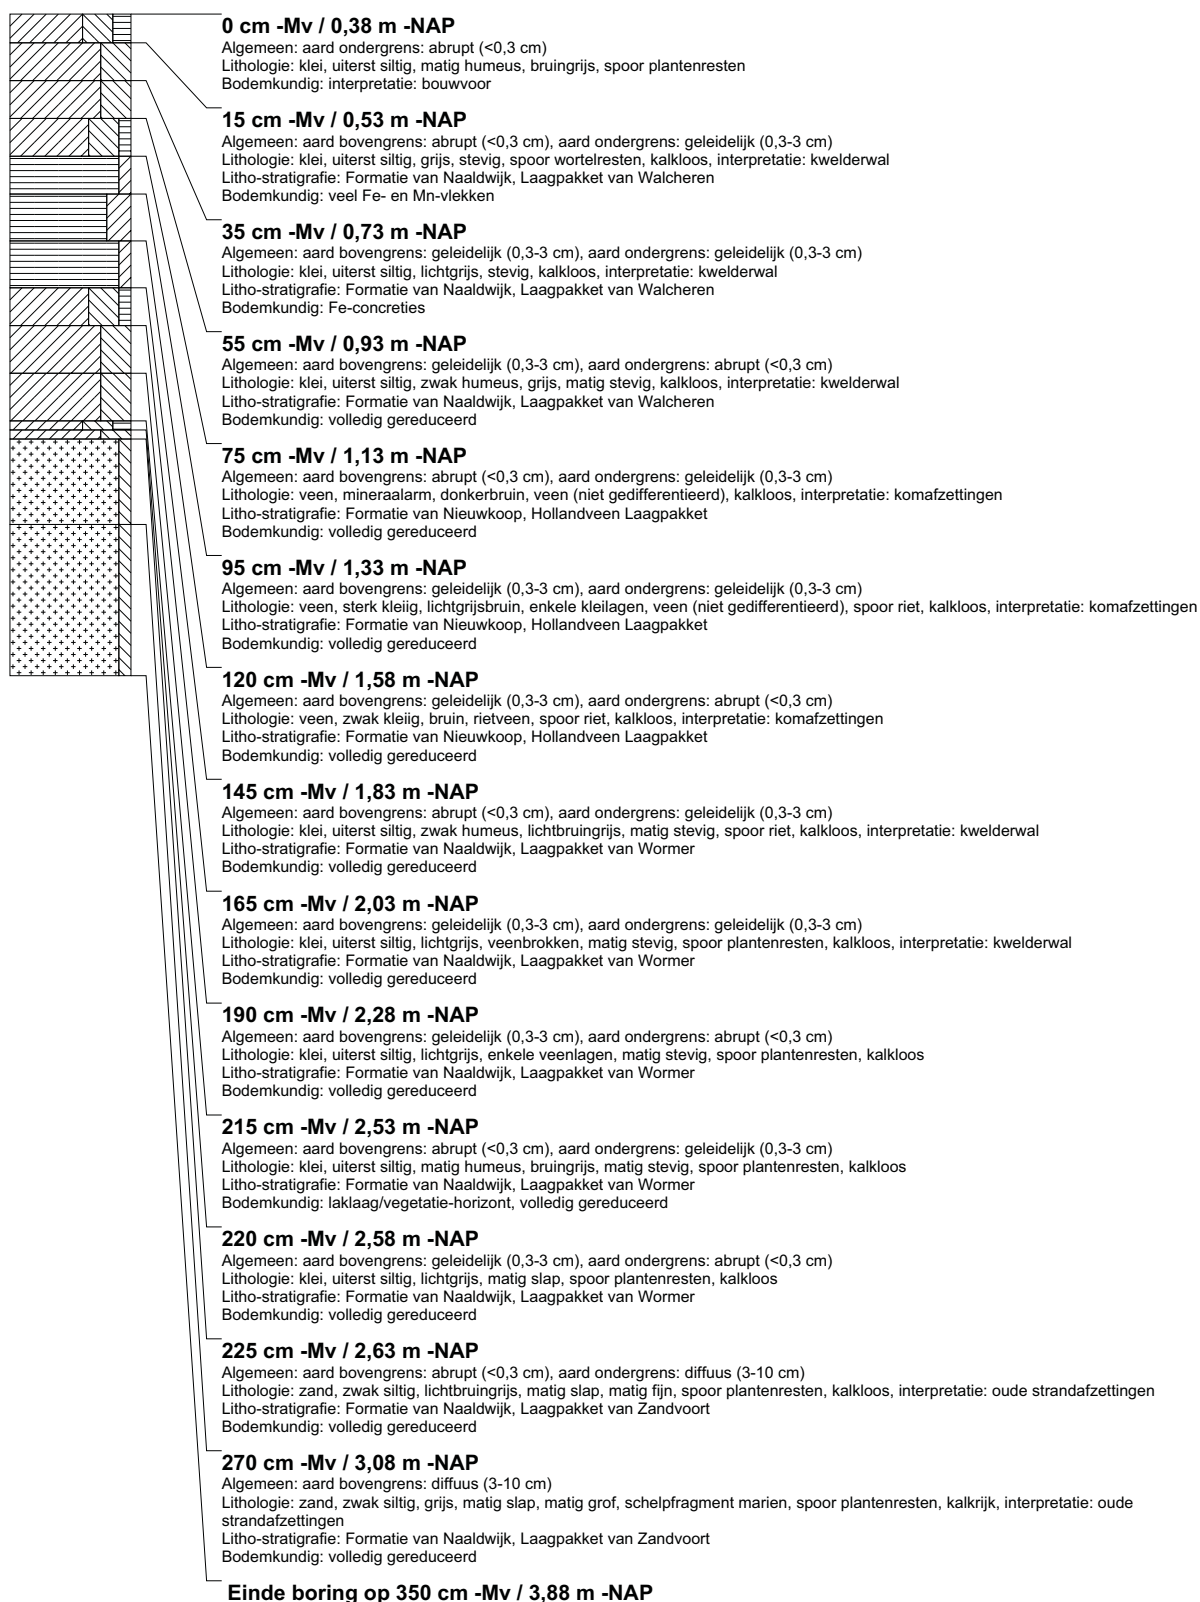 0 cm -Mv / 0,38 m -NAP
Algemeen: aard ondergrens: abrupt (<0,3 cm)
Lithologie: klei, uiterst siltig, matig humeus, bruingrijs, spoor plantenresten
Bodemkundig: interpretatie: bouwvoor
15 cm -Mv / 0,53 m -NAP
Algemeen: aard bovengrens: abrupt (<0,3 cm), aard ondergrens: geleidelijk (0,3-3 cm)
Lithologie: klei, uiterst siltig, grijs, stevig, spoor wortelresten, kalkloos, interpretatie: kwelderwal
Litho-stratigrafie: Formatie van Naaldwijk, Laagpakket van Walcheren
Bodemkundig: veel Fe- en Mn-vlekken
35 cm -Mv / 0,73 m -NAP
Algemeen: aard bovengrens: geleidelijk (0,3-3 cm), aard ondergrens: geleidelijk (0,3-3 cm)
Lithologie: klei, uiterst siltig, lichtgrijs, stevig, kalkloos, interpretatie: kwelderwal
Litho-stratigrafie: Formatie van Naaldwijk, Laagpakket van Walcheren
Bodemkundig: Fe-concreties
55 cm -Mv / 0,93 m -NAP
Algemeen: aard bovengrens: geleidelijk (0,3-3 cm), aard ondergrens: abrupt (<0,3 cm)
Lithologie: klei, uiterst siltig, zwak humeus, grijs, matig stevig, kalkloos, interpretatie: kwelderwal
Litho-stratigrafie: Formatie van Naaldwijk, Laagpakket van Walcheren
Bodemkundig: volledig gereduceerd
75 cm -Mv / 1,13 m -NAP
Algemeen: aard bovengrens: abrupt (<0,3 cm), aard ondergrens: geleidelijk (0,3-3 cm)
Lithologie: veen, mineraalarm, donkerbruin, veen (niet gedifferentieerd), kalkloos, interpretatie: komafzettingen
Litho-stratigrafie: Formatie van Nieuwkoop, Hollandveen Laagpakket
Bodemkundig: volledig gereduceerd
95 cm -Mv / 1,33 m -NAP
Algemeen: aard bovengrens: geleidelijk (0,3-3 cm), aard ondergrens: geleidelijk (0,3-3 cm)
Lithologie: veen, sterk kleiig, lichtgrijsbruin, enkele kleilagen, veen (niet gedifferentieerd), spoor riet, kalkloos, interpretatie: komafzettingen
Litho-stratigrafie: Formatie van Nieuwkoop, Hollandveen Laagpakket
Bodemkundig: volledig gereduceerd
120 cm -Mv / 1,58 m -NAP
Algemeen: aard bovengrens: geleidelijk (0,3-3 cm), aard ondergrens: abrupt (<0,3 cm)
Lithologie: veen, zwak kleiig, bruin, rietveen, spoor riet, kalkloos, interpretatie: komafzettingen
Litho-stratigrafie: Formatie van Nieuwkoop, Hollandveen Laagpakket
Bodemkundig: volledig gereduceerd
145 cm -Mv / 1,83 m -NAP
Algemeen: aard bovengrens: abrupt (<0,3 cm), aard ondergrens: geleidelijk (0,3-3 cm)
Lithologie: klei, uiterst siltig, zwak humeus, lichtbruingrijs, matig stevig, spoor riet, kalkloos, interpretatie: kwelderwal
Litho-stratigrafie: Formatie van Naaldwijk, Laagpakket van Wormer
Bodemkundig: volledig gereduceerd
165 cm -Mv / 2,03 m -NAP
Algemeen: aard bovengrens: geleidelijk (0,3-3 cm), aard ondergrens: geleidelijk (0,3-3 cm)
Lithologie: klei, uiterst siltig, lichtgrijs, veenbrokken, matig stevig, spoor plantenresten, kalkloos, interpretatie: kwelderwal
Litho-stratigrafie: Formatie van Naaldwijk, Laagpakket van Wormer
Bodemkundig: volledig gereduceerd
190 cm -Mv / 2,28 m -NAP
Algemeen: aard bovengrens: geleidelijk (0,3-3 cm), aard ondergrens: abrupt (<0,3 cm)
Lithologie: klei, uiterst siltig, lichtgrijs, enkele veenlagen, matig stevig, spoor plantenresten, kalkloos
Litho-stratigrafie: Formatie van Naaldwijk, Laagpakket van Wormer
Bodemkundig: volledig gereduceerd
215 cm -Mv / 2,53 m -NAP
Algemeen: aard bovengrens: abrupt (<0,3 cm), aard ondergrens: geleidelijk (0,3-3 cm)
Lithologie: klei, uiterst siltig, matig humeus, bruingrijs, matig stevig, spoor plantenresten, kalkloos
Litho-stratigrafie: Formatie van Naaldwijk, Laagpakket van Wormer
Bodemkundig: laklaag/vegetatie-horizont, volledig gereduceerd
220 cm -Mv / 2,58 m -NAP
Algemeen: aard bovengrens: geleidelijk (0,3-3 cm), aard ondergrens: abrupt (<0,3 cm)
Lithologie: klei, uiterst siltig, lichtgrijs, matig slap, spoor plantenresten, kalkloos
Litho-stratigrafie: Formatie van Naaldwijk, Laagpakket van Wormer
Bodemkundig: volledig gereduceerd
225 cm -Mv / 2,63 m -NAP
Algemeen: aard bovengrens: abrupt (<0,3 cm), aard ondergrens: diffuus (3-10 cm)
Lithologie: zand, zwak siltig, lichtbruingrijs, matig slap, matig fijn, spoor plantenresten, kalkloos, interpretatie: oude strandafzettingen
Litho-stratigrafie: Formatie van Naaldwijk, Laagpakket van Zandvoort
Bodemkundig: volledig gereduceerd
270 cm -Mv / 3,08 m -NAP
Algemeen: aard bovengrens: diffuus (3-10 cm)
Lithologie: zand, zwak siltig, grijs, matig slap, matig grof, schelpfragment marien, spoor plantenresten, kalkrijk, interpretatie: oude
strandafzettingen
Litho-stratigrafie: Formatie van Naaldwijk, Laagpakket van Zandvoort
Bodemkundig: volledig gereduceerd
Einde boring op 350 cm -Mv / 3,88 m -NAP